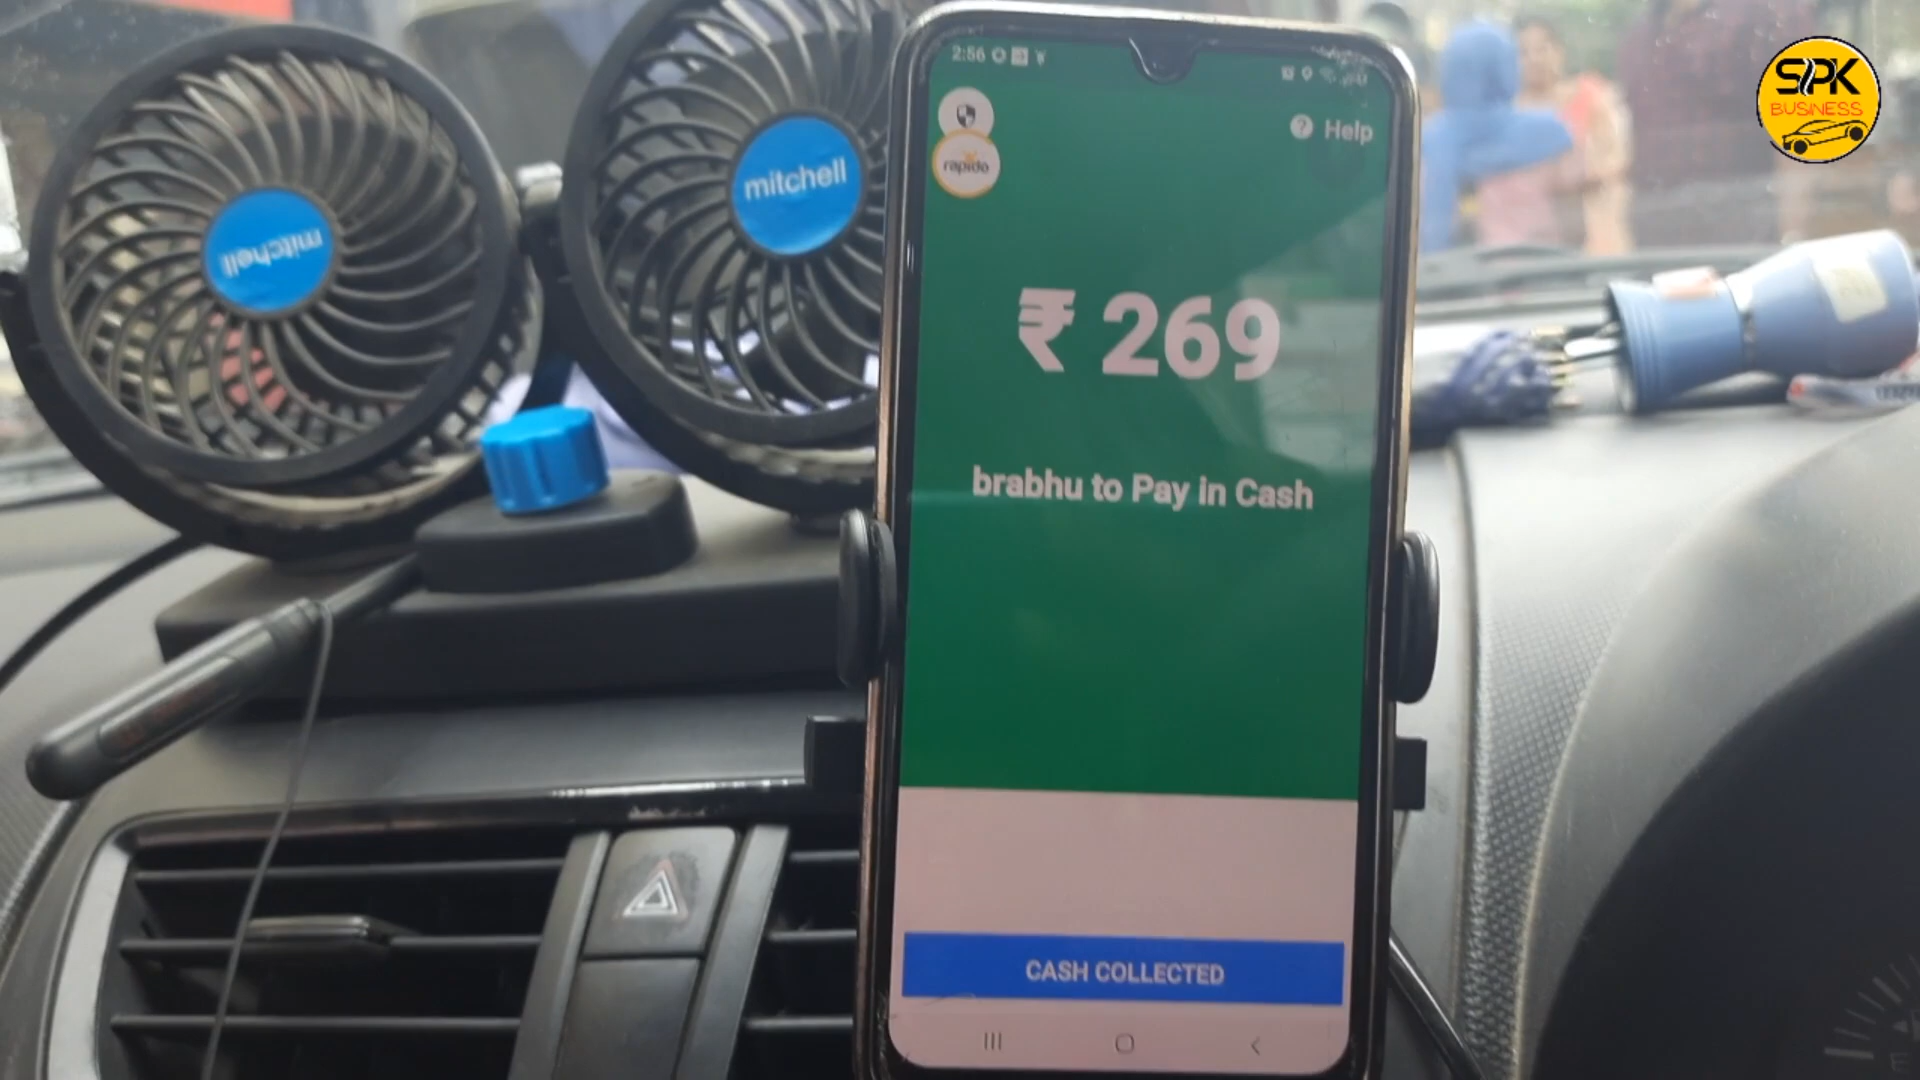 2:56
Help
rapido
₹ 269
brabhu to Pay in Cash
CASH COLLECTED
mitchell
mitchell
SPK
BUSINESS